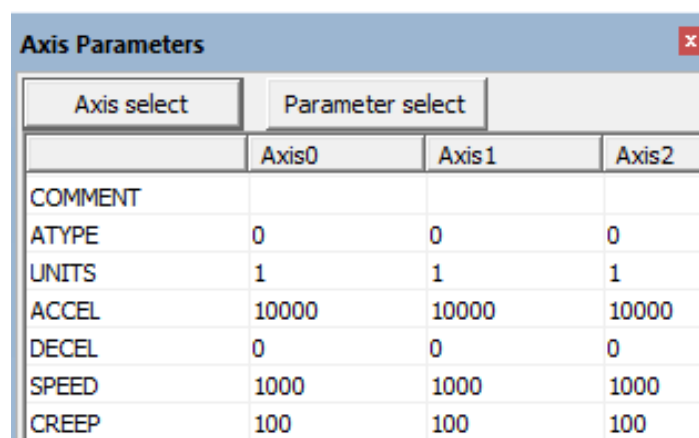 Axis Parameters
x
Axis select Parameter select
Axis0 Axis1 Axis2
COMMENT
ATYPE 0 0 0
UNITS 1 1 1
ACCEL 10000 10000 10000
DECEL 0 0 0
SPEED 1000 1000 1000
CREEP 100 100 100